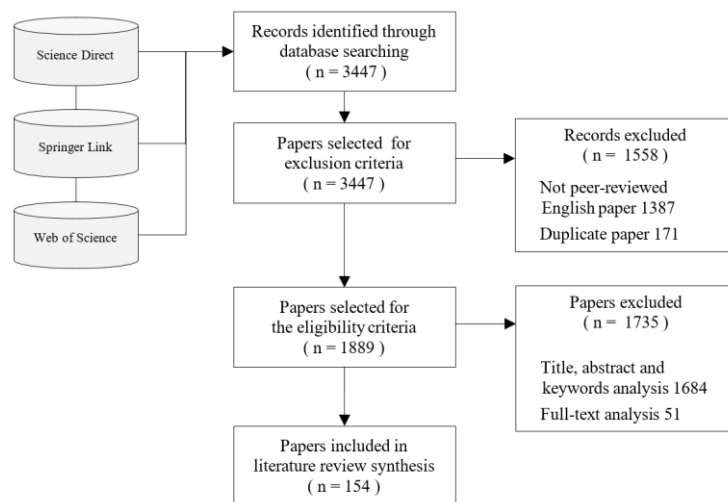 Science Direct
Springer Link
Web of Science
Records identified through
database searching
( n = 3447 )
Papers selected for
exclusion criteria
( n = 3447 )
Records excluded
( n = 1558 )
Not peer-reviewed
English paper 1387
Duplicate paper 171
Papers selected for
the eligibility criteria
( n = 1889 )
Papers excluded
( n = 1735 )
Title, abstract and
keywords analysis 1684
Full-text analysis 51
Papers included in
literature review synthesis
( n = 154 )